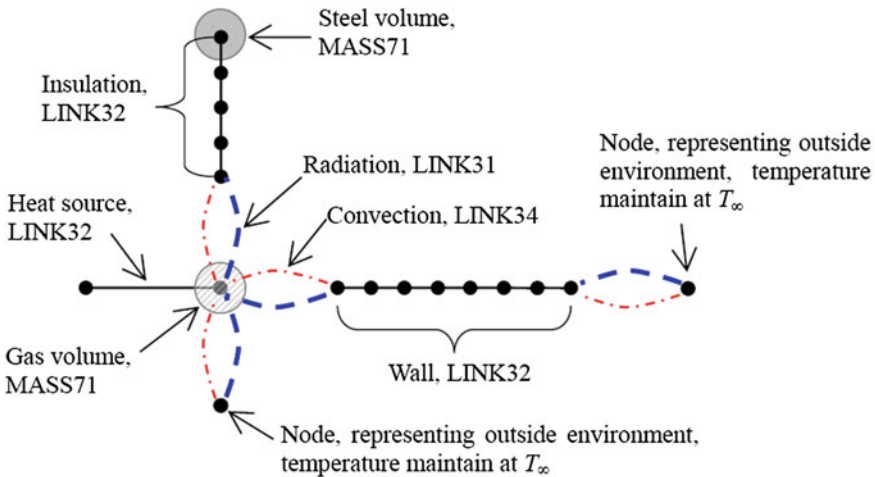 Steel volume,
MASS71
Insulation,
LINK32
Node, representing outside
environment, temperature
maintain at T∞
Radiation, LINK31
Heat source,
LINK32
Convection, LINK34
Gas volume,
MASS71
Wall, LINK32
Node, representing outside environment,
temperature maintain at T∞